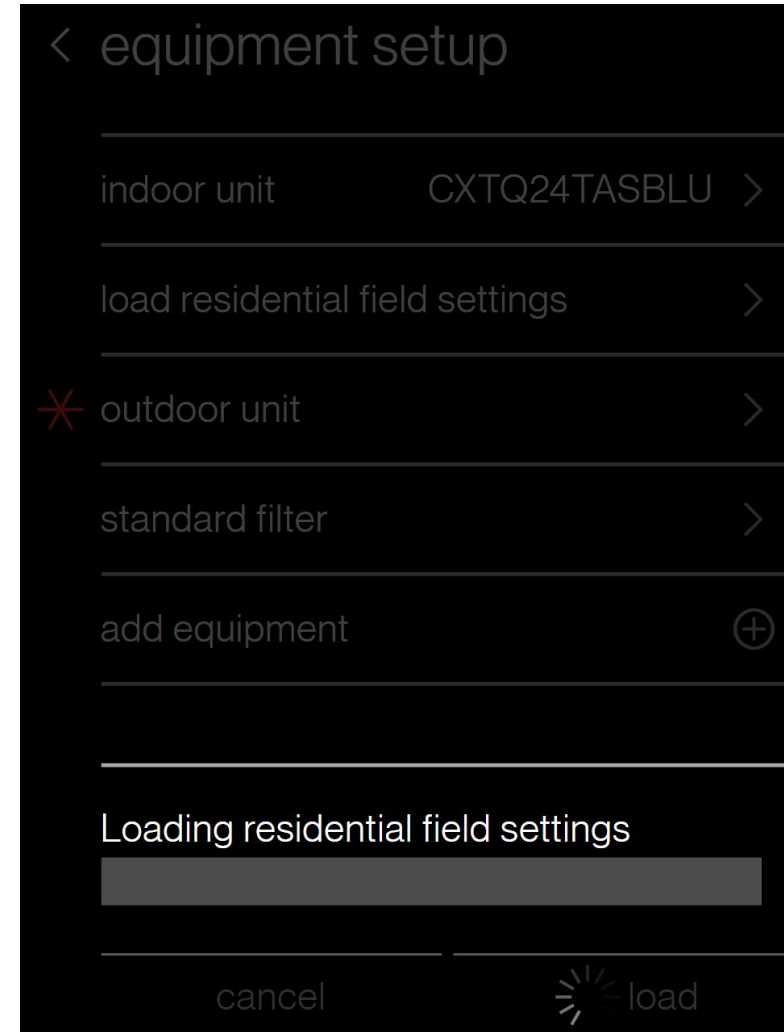 equipment setup
indoor unit CXTQ24TASBLU
load residential field settings
outdoor unit
standard filter
add equipment
Loading residential field settings
cancel load